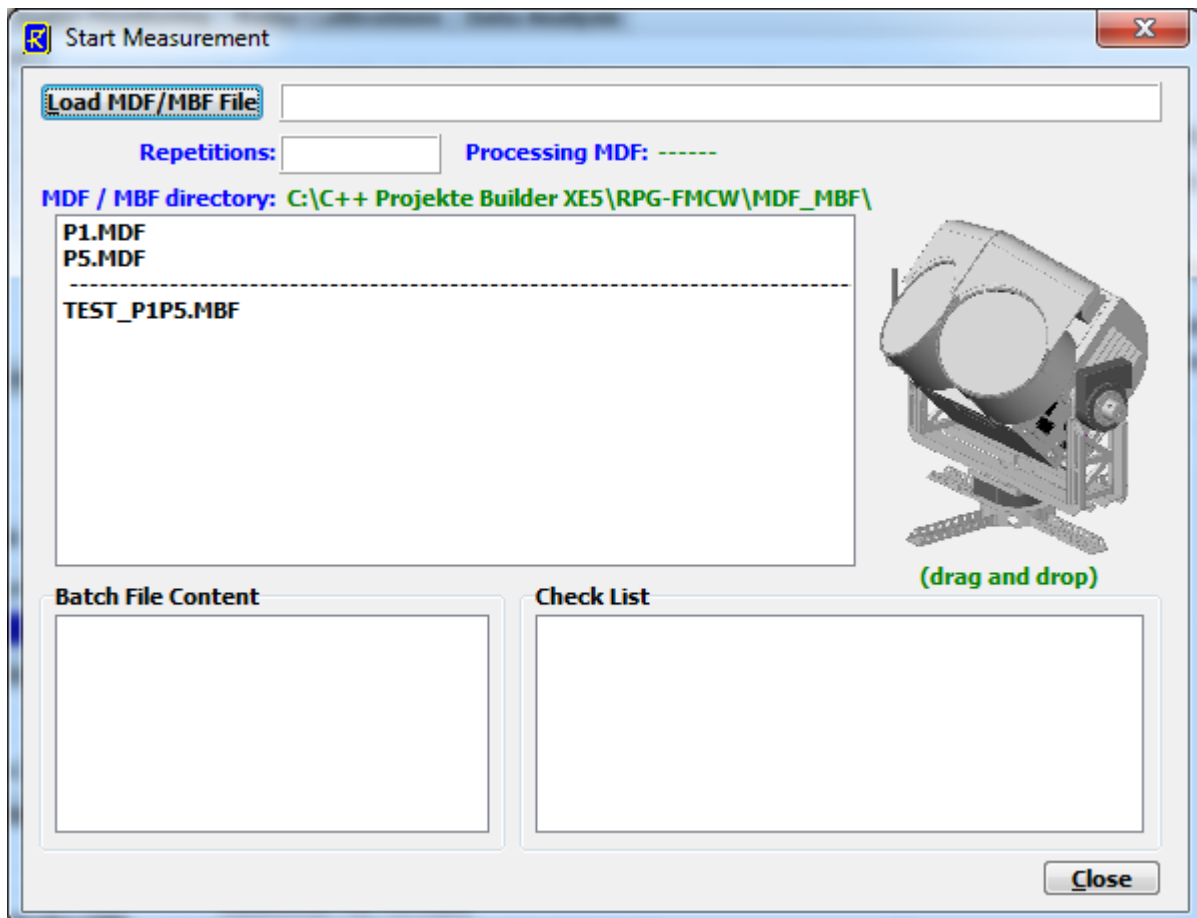 Start Measurement
Load MDF/MBF File
Repetitions: Processing MDF: ------
MDF / MBF directory: C:\C++ Projekte Builder XE5\RPG-FMCW\MDF_MBF\
P1.MDF
P5.MDF
TEST_P1P5.MBF
(drag and drop)
Batch File Content Check List
Close